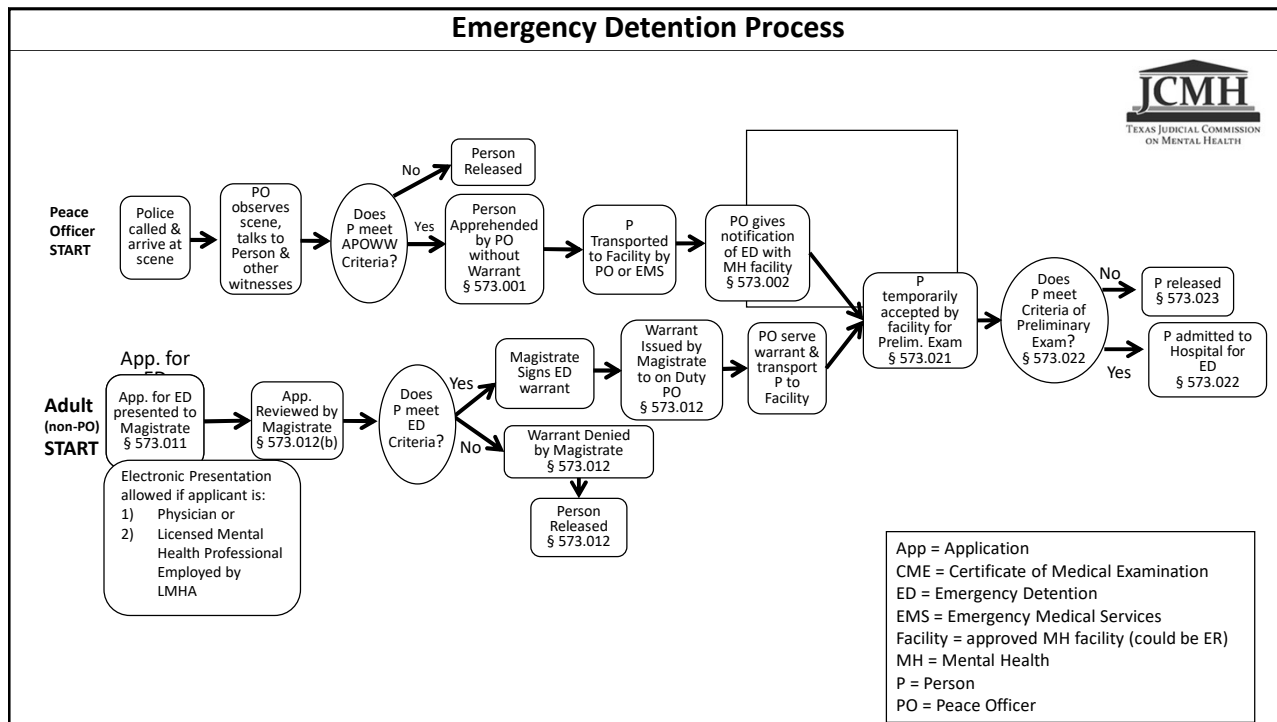 Emergency Detention Process
JCMH
TEXAS JUDICIAL COMMISSION
ON MENTAL HEALTH
Peace
Officer
START
Police
called &
arrive at
scene
PO
observes
scene,
talks to
Person &
other
witnesses
Does
P meet
APOWW
Criteria?
No
Person
Released
Yes
Person
Apprehended
by PO
without
Warrant
§ 573.001
P
Transported
to Facility by
PO or EMS
PO gives
notification
of ED with
MH facility
§ 573.002
P
temporarily
accepted by
facility for
Prelim. Exam
§ 573.021
Does
P meet
Criteria of
Preliminary
Exam?
§ 573.022
No
P released
§ 573.023
Yes
P admitted to
Hospital for
ED
§ 573.022
Adult
(non-PO)
START
App. for
ED
App. for ED
presented to
Magistrate
§ 573.011
Electronic Presentation
allowed if applicant is:
1) Physician or
2) Licensed Mental
Health Professional
Employed by
LMHA
App.
Reviewed by
Magistrate
§ 573.012(b)
Does
P meet
ED
Criteria?
Yes
Magistrate
Signs ED
warrant
Warrant
Issued by
Magistrate
to on Duty
PO
§ 573.012
PO serve
warrant &
transport
P to
Facility
No
Warrant Denied
by Magistrate
§ 573.012
Person
Released
§ 573.012
App = Application
CME = Certificate of Medical Examination
ED = Emergency Detention
EMS = Emergency Medical Services
Facility = approved MH facility (could be ER)
MH = Mental Health
P = Person
PO = Peace Officer